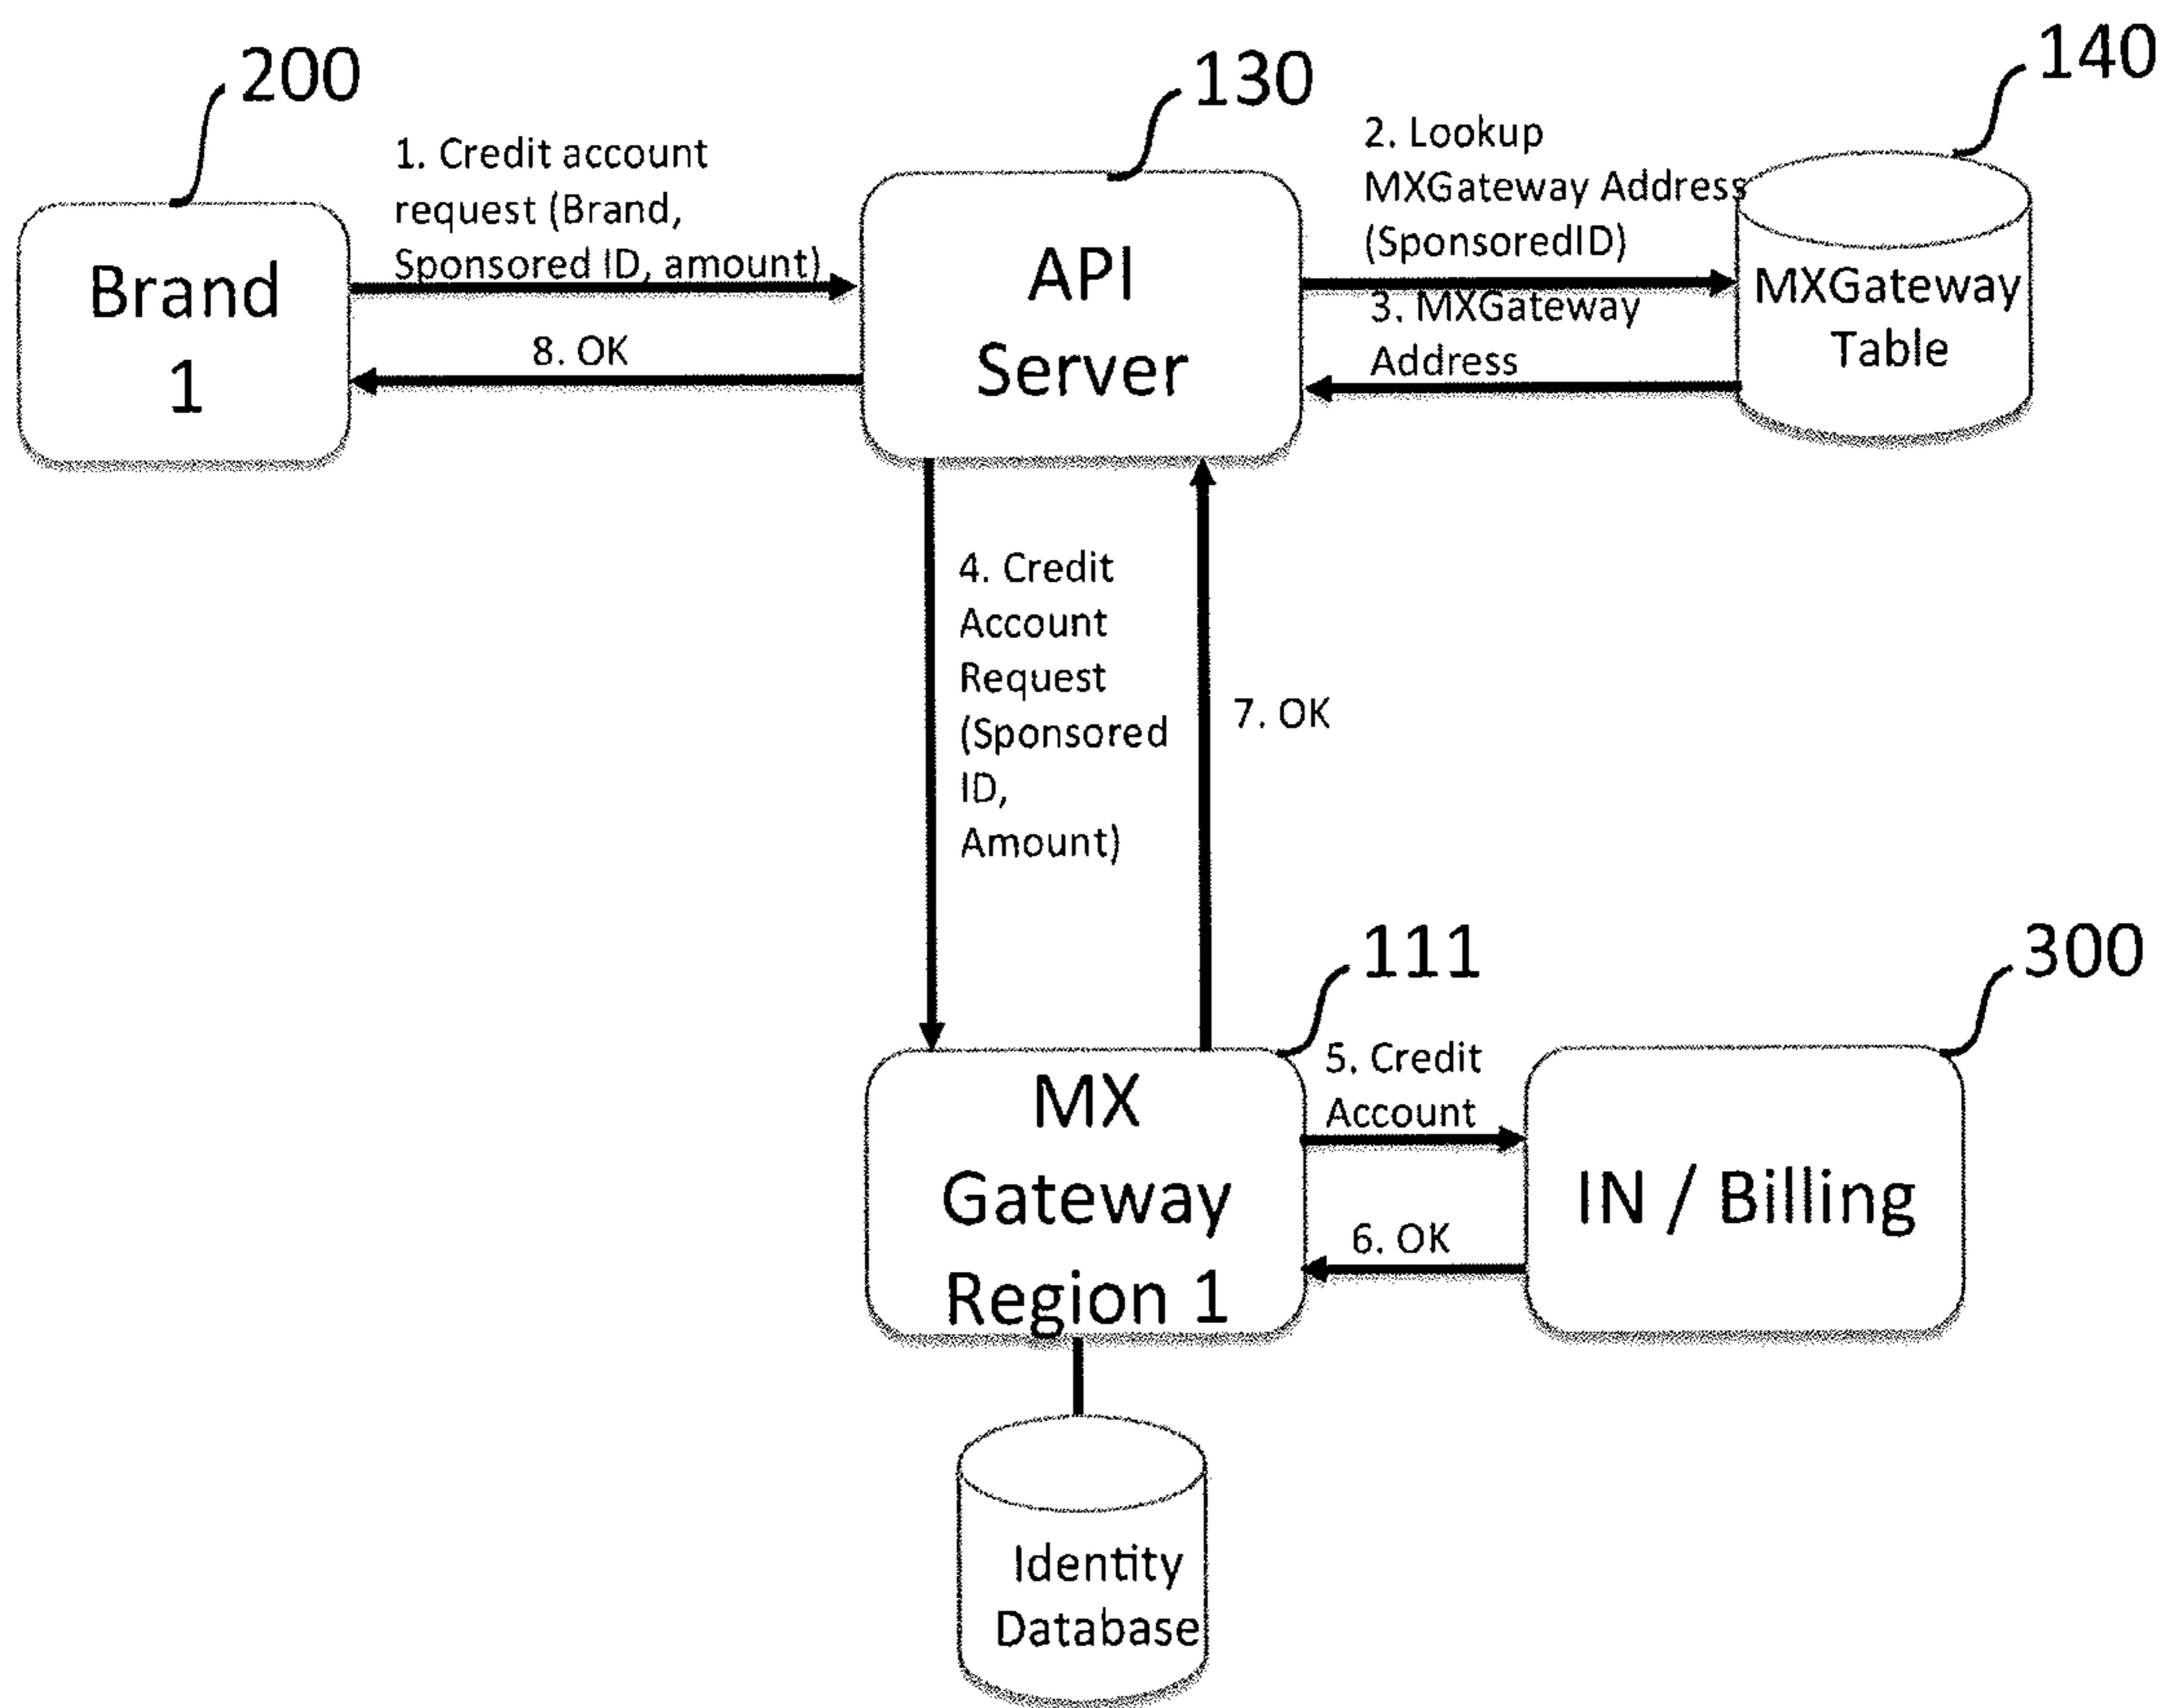 200
130
140
1. Credit account
request (Brand,
Sponsored ID, amount)
2. Lookup
MXGateway Address
(SponsoredID)
Brand
1
API
Server
MXGateway
Table
8. OK
3. MXGateway
Address
4. Credit
Account
Request
(Sponsored
ID,
Amount)
7. OK
111
300
MX
Gateway
Region 1
5. Credit
Account
6. OK
IN / Billing
Identity
Database